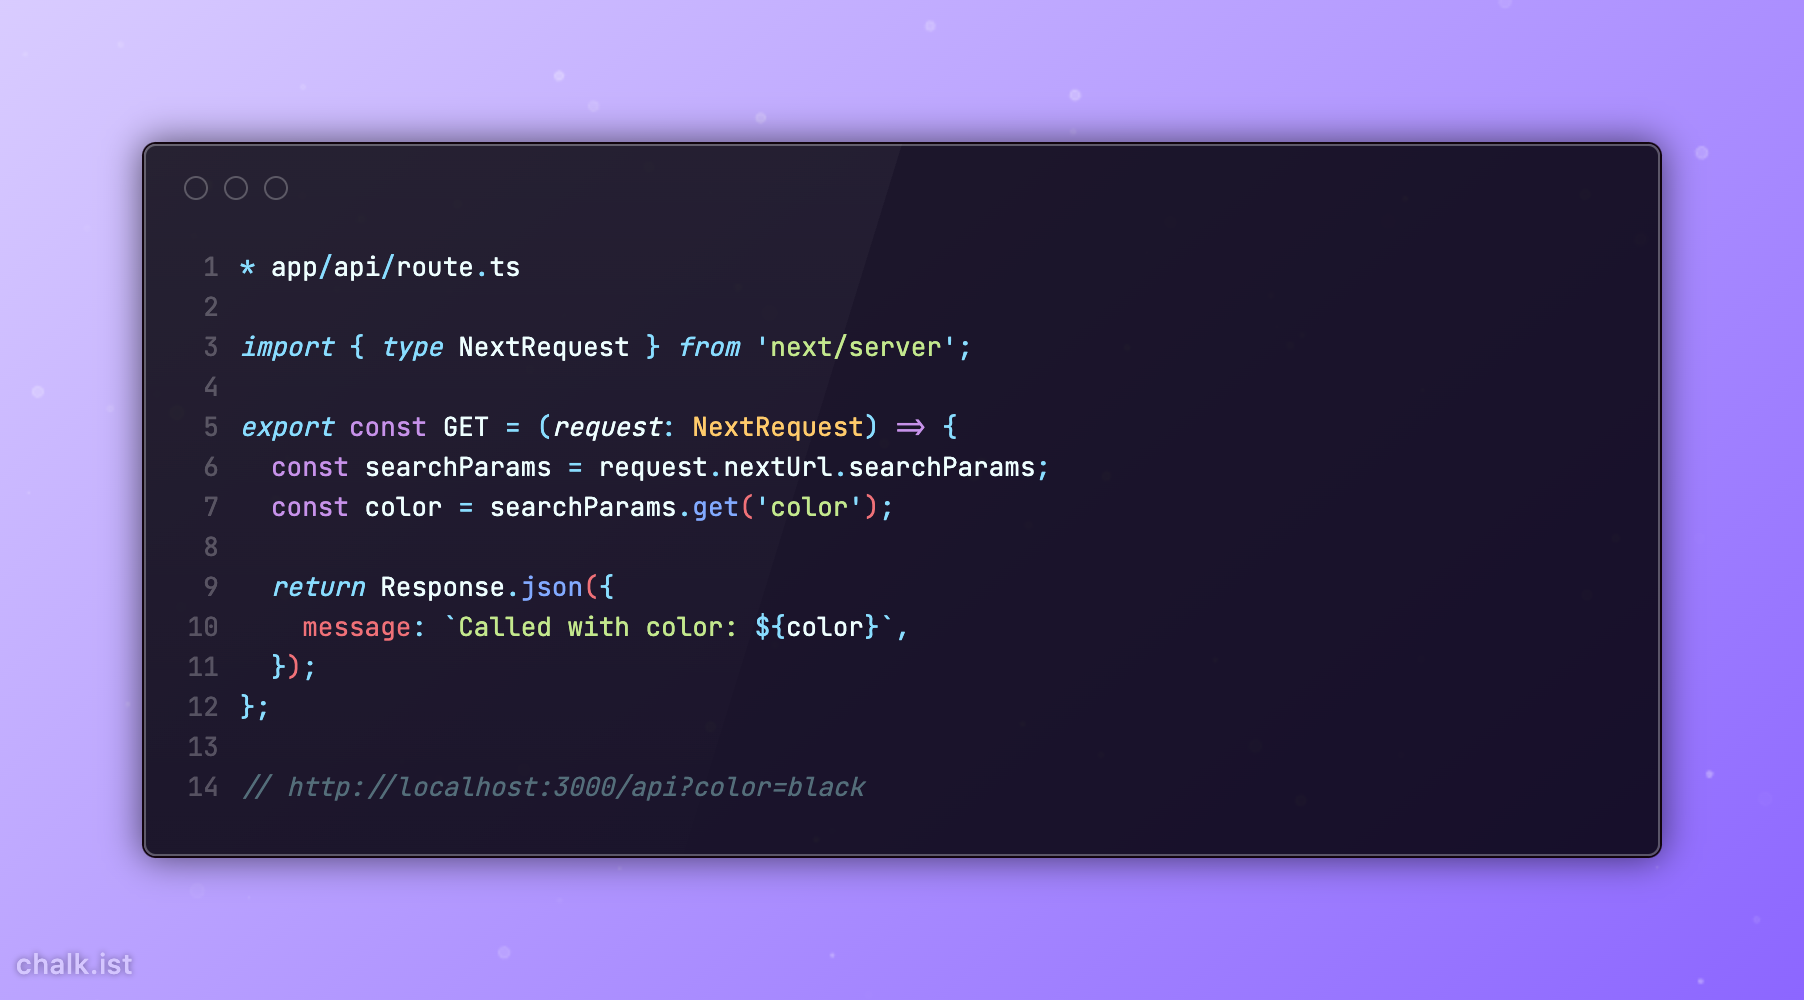 1 * app/api/route.ts
2
3 import { type NextRequest } from 'next/server';
4
5 export const GET = (request: NextRequest) => {
6   const searchParams = request.nextUrl.searchParams;
7   const color = searchParams.get('color');
8
9   return Response.json({
10     message: `Called with color: ${color}`,
11   });
12 };
13
14 // http://localhost:3000/api?color=black
chalk.ist